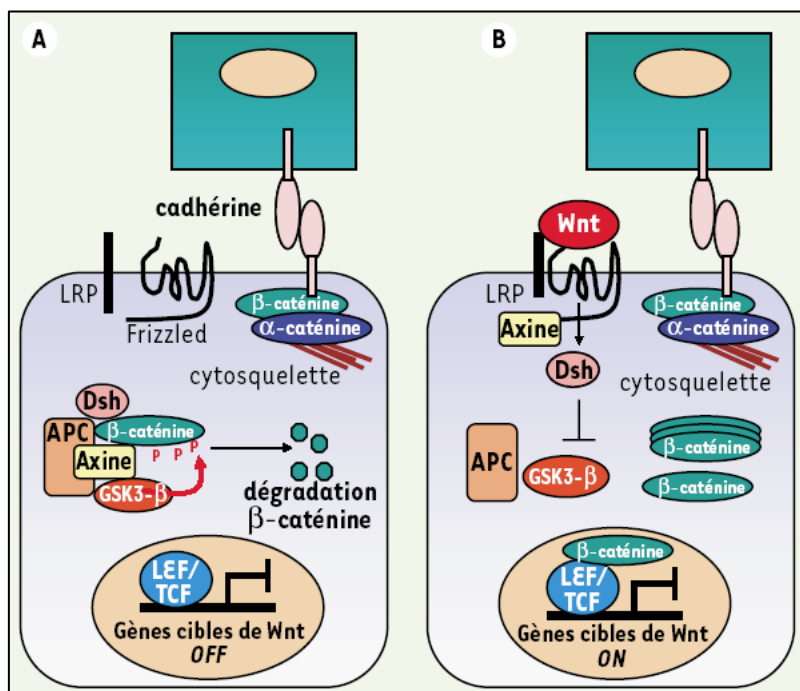 A
cadhérine
LRP
Frizzled
β-caténine
α-caténine
cytosquelette
Dsh
APC
β-caténine
P P P
Axine
GSK3-β
dégradation
β-caténine
LEF/
TCF
Gènes cibles de Wnt
OFF
B
Wnt
LRP
Axine
β-caténine
α-caténine
Dsh
cytosquelette
APC
GSK3-β
β-caténine
β-caténine
β-caténine
LEF/
TCF
Gènes cibles de Wnt
ON